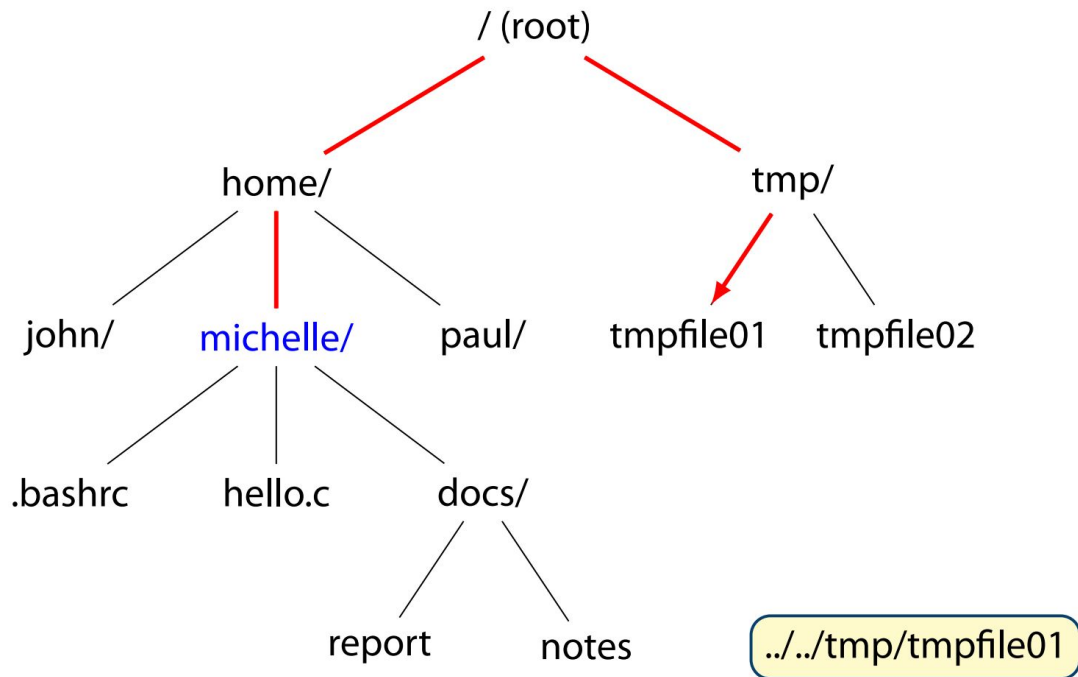 / (root)
home/
tmp/
john/
michelle/
paul/
tmpfile01
tmpfile02
.bashrc
hello.c
docs/
report
notes
../../tmp/tmpfile01